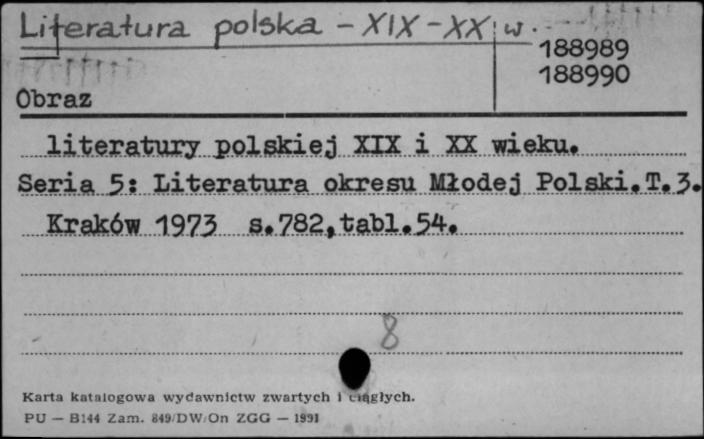 Literatura polska - XIX - XX w.
188989
188990
Obraz
literatury polskiej XIX i XX wieku.
Seria 5: Literatura okresu Młodej Polski.T.3.
Kraków 1973 s.782,tabl.54.
8
Karta katalogowa wydawnictw zwartych i ciągłych.
PU — B144 Zam. 849/DW/On ZGG — 1991